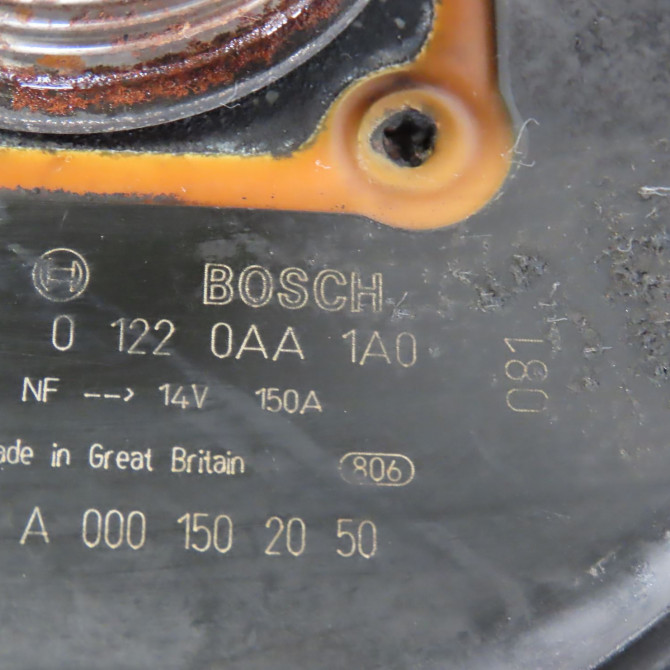 BOSCH
0 122 0AA 1A0
NF --> 14V 150A
ade in Great Britain 806
A 000 150 20 50
081